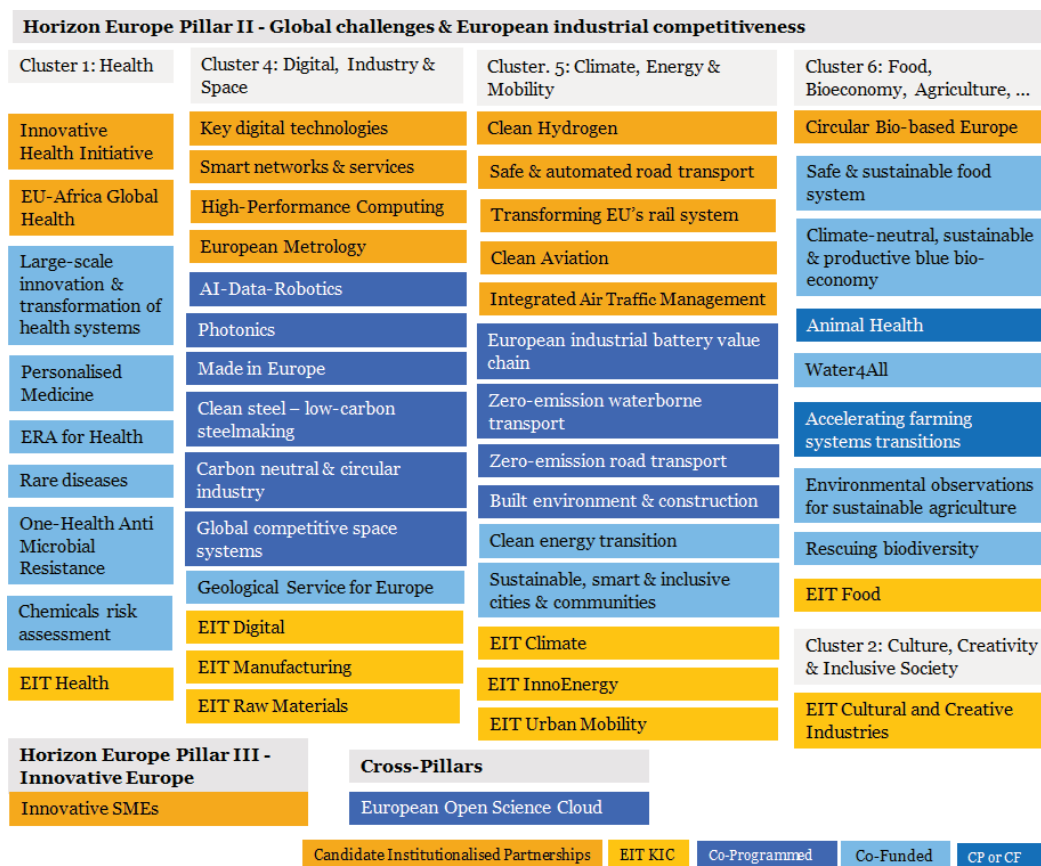 Horizon Europe Pillar II - Global challenges & European industrial competitiveness
Cluster 1: Health
Innovative
Health Initiative
EU-Africa Global
Health
Large-scale
innovation &
transformation of
health systems
Personalised
Medicine
ERA for Health
Rare diseases
One-Health Anti
Microbial
Resistance
Chemicals risk
assessment
EIT Health
Cluster 4: Digital, Industry &
Space
Key digital technologies
Smart networks & services
High-Performance Computing
European Metrology
AI-Data-Robotics
Photonics
Made in Europe
Clean steel – low-carbon
steelmaking
Carbon neutral & circular
industry
Global competitive space
systems
Geological Service for Europe
EIT Digital
EIT Manufacturing
EIT Raw Materials
Cluster. 5: Climate, Energy &
Mobility
Clean Hydrogen
Safe & automated road transport
Transforming EU's rail system
Clean Aviation
Integrated Air Traffic Management
European industrial battery value
chain
Zero-emission waterborne
transport
Zero-emission road transport
Built environment & construction
Clean energy transition
Sustainable, smart & inclusive
cities & communities
EIT Climate
EIT InnoEnergy
EIT Urban Mobility
Cluster 6: Food,
Bioeconomy, Agriculture, ...
Circular Bio-based Europe
Safe & sustainable food
system
Climate-neutral, sustainable
& productive blue bio-
economy
Animal Health
Water4All
Accelerating farming
systems transitions
Environmental observations
for sustainable agriculture
Rescuing biodiversity
EIT Food
Cluster 2: Culture, Creativity
& Inclusive Society
EIT Cultural and Creative
Industries
Horizon Europe Pillar III -
Innovative Europe
Innovative SMEs
Cross-Pillars
European Open Science Cloud
Candidate Institutionalised Partnerships
EIT KIC
Co-Programmed
Co-Funded
CP or CF